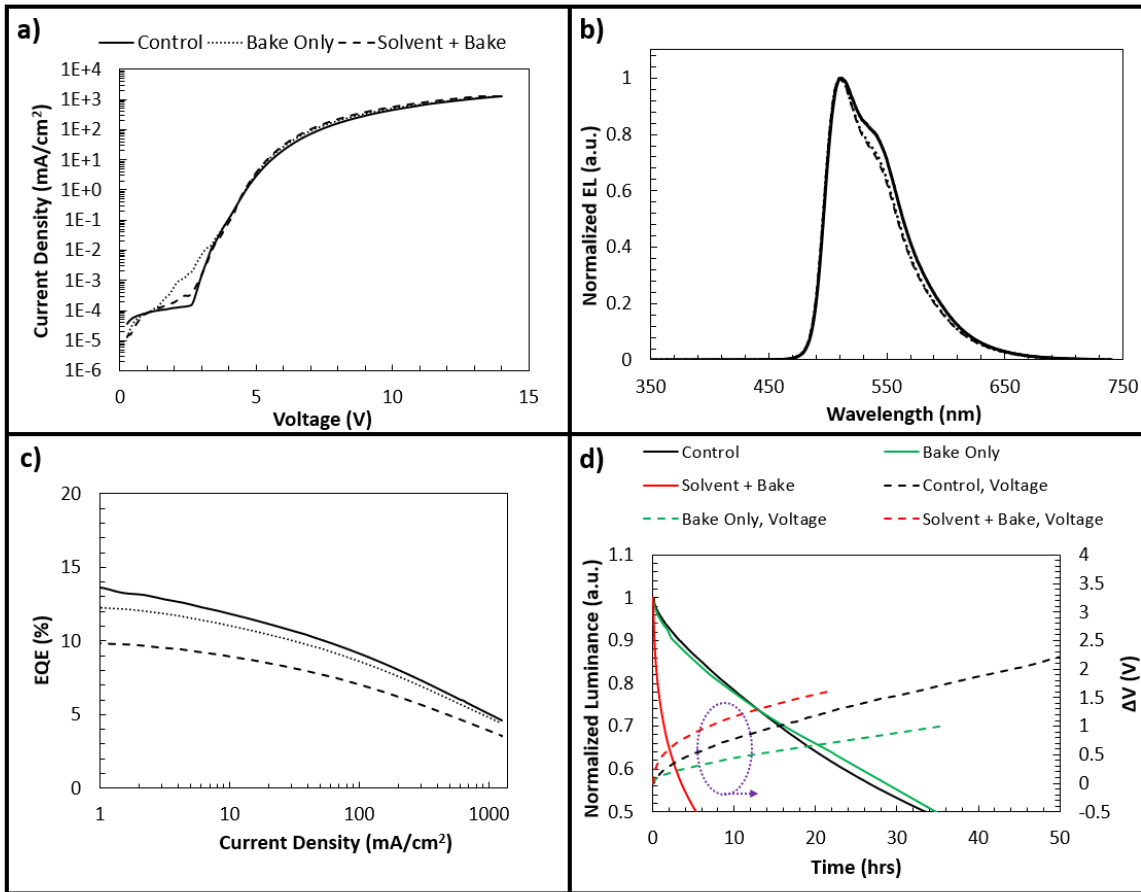 a)
Control Bake Only Solvent + Bake
1E+4
1E+3
1E+2
1E+1
1E+0
1E-1
1E-2
1E-3
1E-4
1E-5
1E-6
Current Density (mA/cm²)
0 5 10 15
Voltage (V)
b)
1
0.8
0.6
0.4
0.2
0
Normalized EL (a.u.)
350 450 550 650 750
Wavelength (nm)
c)
20
15
10
5
0
EQE (%)
1 10 100 1000
Current Density (mA/cm²)
d)
Control Bake Only
Solvent + Bake Control, Voltage
Bake Only, Voltage Solvent + Bake, Voltage
1.1
1
0.9
0.8
0.7
0.6
0.5
Normalized Luminance (a.u.)
4
3.5
3
2.5
2
1.5
1
0.5
0
-0.5
ΔV (V)
0 10 20 30 40 50
Time (hrs)